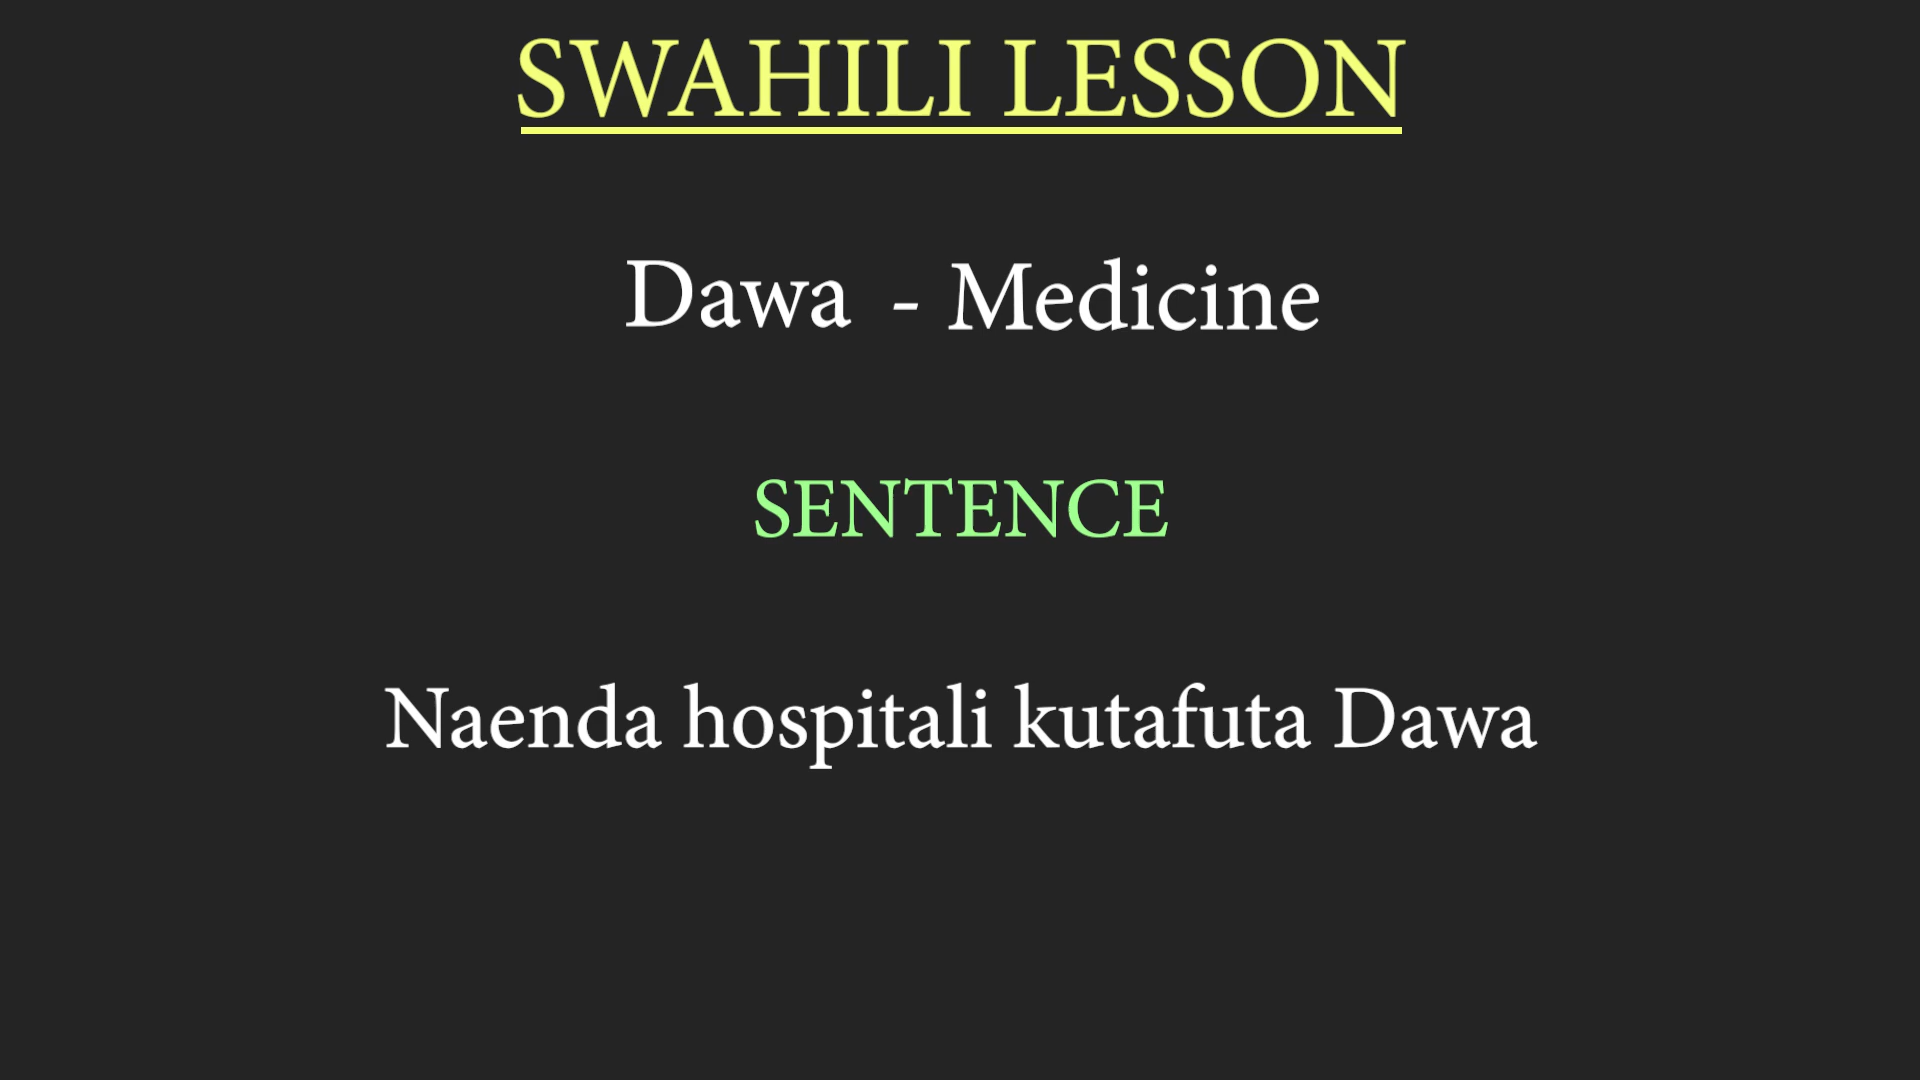 SWAHILI LESSON
Dawa - Medicine
SENTENCE
Naenda hospitali kutafuta Dawa